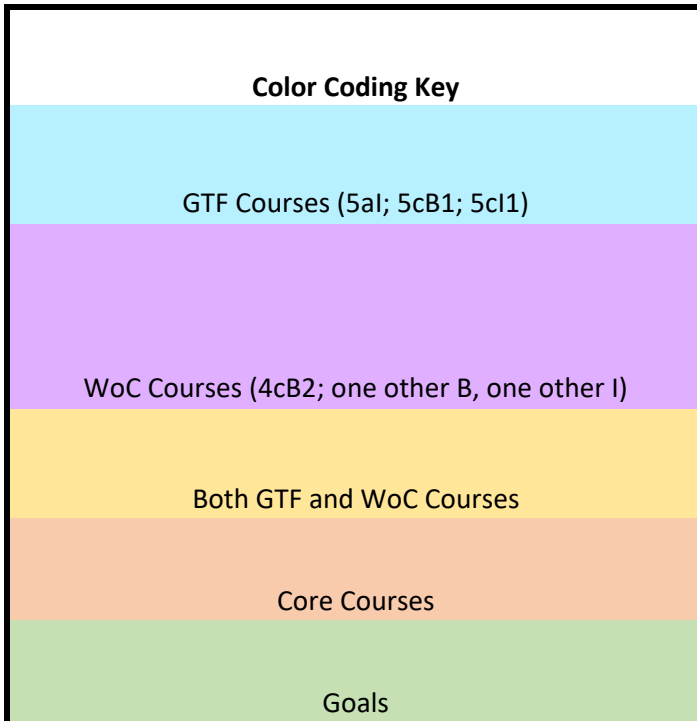 Color Coding Key
GTF Courses (5aI; 5cB1; 5cI1)
WoC Courses (4cB2; one other B, one other I)
Both GTF and WoC Courses
Core Courses
Goals